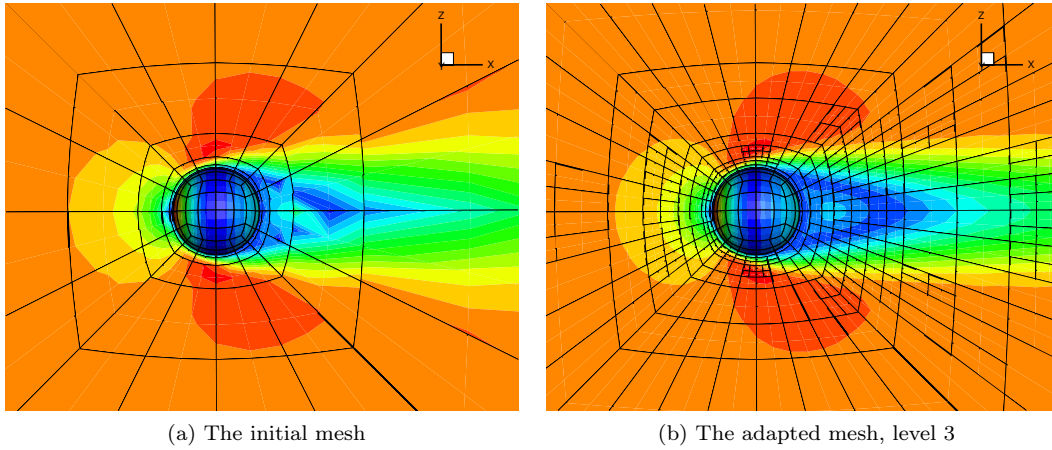 Z
X
Y
Z
X
Y
(a) The initial mesh
(b) The adapted mesh, level 3